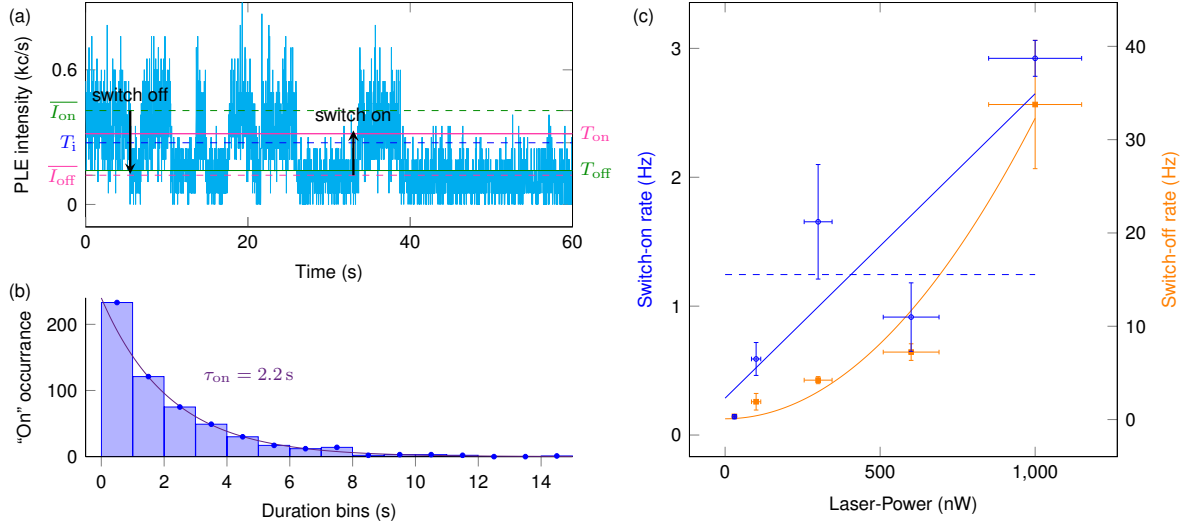 (a)
PLE intensity (kc/s)
0.6
0
I_on
T_i
I_off
switch off
switch on
T_on
T_off
0 20 40 60
Time (s)
(b)
"On" occurrance
200
100
0
τ_on = 2.2 s
0 2 4 6 8 10 12 14
Duration bins (s)
(c)
Switch-on rate (Hz)
3
2
1
0
Switch-off rate (Hz)
40
30
20
10
0
0 500 1,000
Laser-Power (nW)